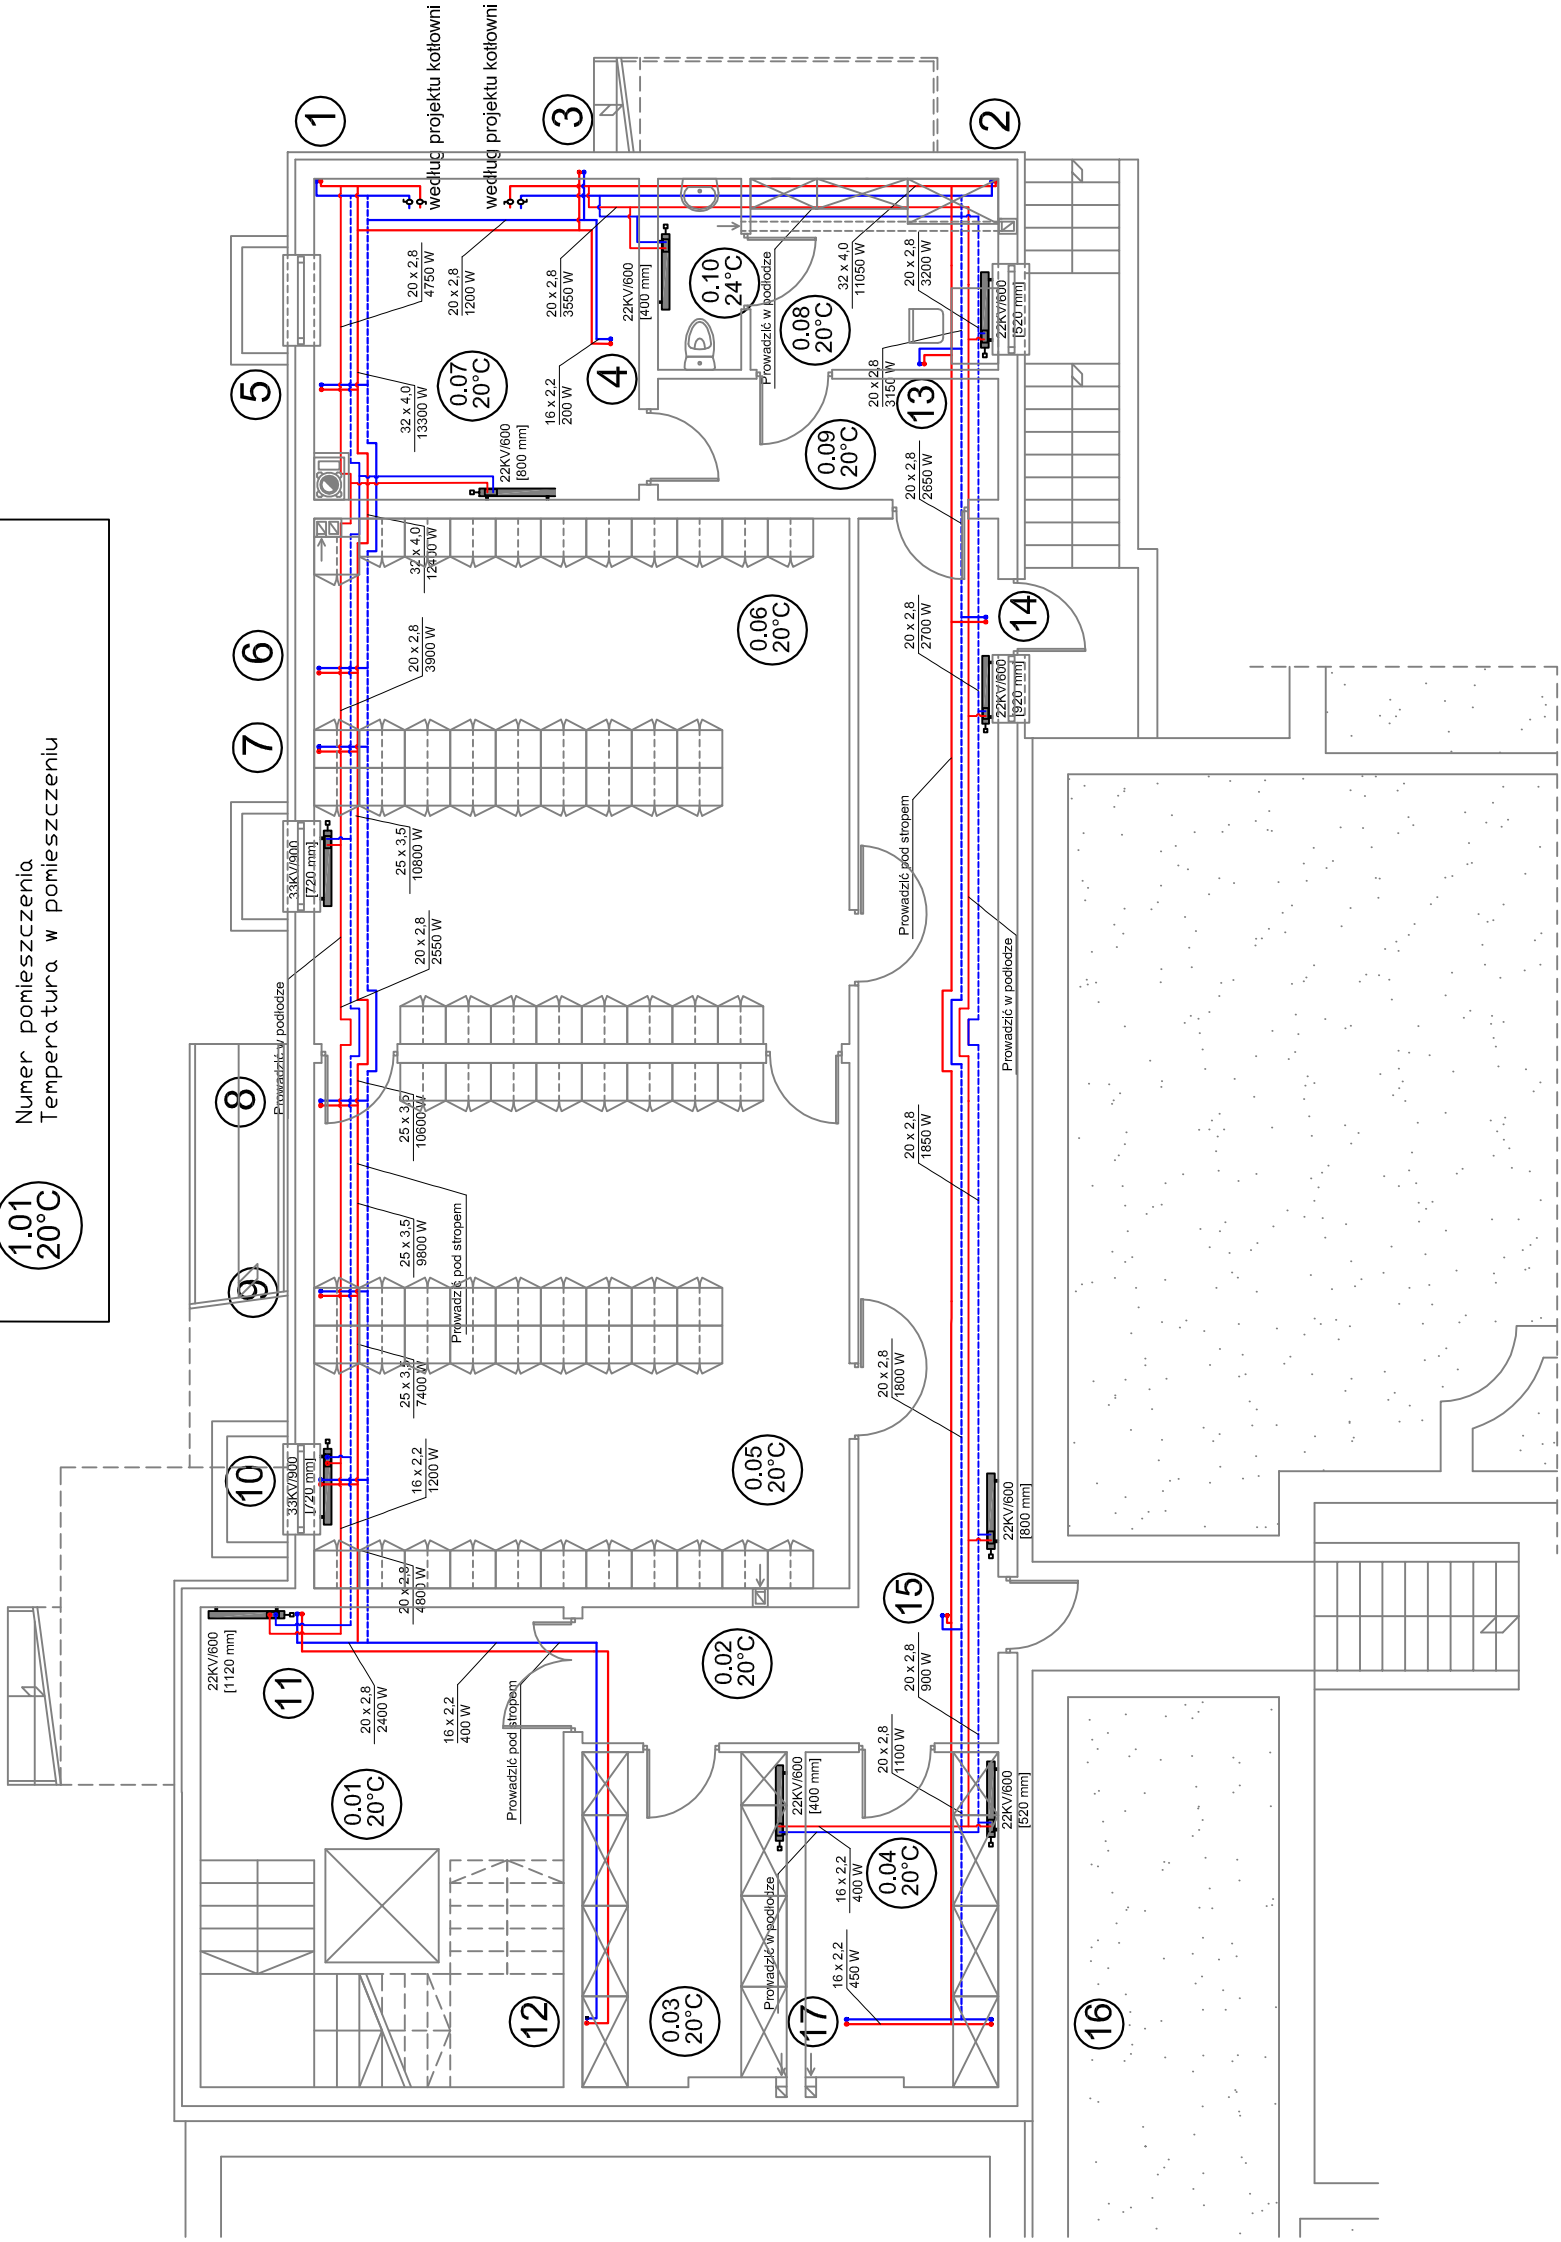 Numer pomieszczenia
Temperatura w pomieszczeniu
1.01
20°C
według projektu kotłowni
według projektu kotłowni
1
3
2
5
4
13
6
7
14
8
9
10
15
11
12
17
16
20 x 2,8
4750 W
20 x 2,8
1200 W
20 x 2,8
3550 W
22KV/600
[400 mm]
0.10
24°C
Prowadzić w podłodze
32 x 4,0
11050 W
20 x 2,8
3200 W
22KV/600
[520 mm]
0.08
20°C
0.07
20°C
32 x 4,0
13300 W
16 x 2,2
200 W
20 x 2,8
3150 W
0.09
20°C
22KV/600
[800 mm]
20 x 2,8
2650 W
32 x 4,0
12400 W
20 x 2,8
3900 W
0.06
20°C
20 x 2,8
2700 W
22KV/600
[920 mm]
33KV/900
[720 mm]
25 x 3,5
10800 W
20 x 2,8
2550 W
Prowadzić pod stropem
Prowadzić w podłodze
Prowadzić w podłodze
25 x 3,5
10600 W
20 x 2,8
1850 W
25 x 3,5
9800 W
Prowadzić pod stropem
25 x 3,5
7400 W
20 x 2,8
1800 W
33KV/900
[720 mm]
16 x 2,2
1200 W
0.05
20°C
22KV/600
[800 mm]
20 x 2,8
4800 W
22KV/600
[1120 mm]
20 x 2,8
2400 W
16 x 2,2
400 W
Prowadzić pod stropem
0.02
20°C
20 x 2,8
900 W
20 x 2,8
1100 W
22KV/600
[400 mm]
22KV/600
[520 mm]
0.01
20°C
16 x 2,2
400 W
0.04
20°C
Prowadzić w podłodze
16 x 2,2
450 W
0.03
20°C